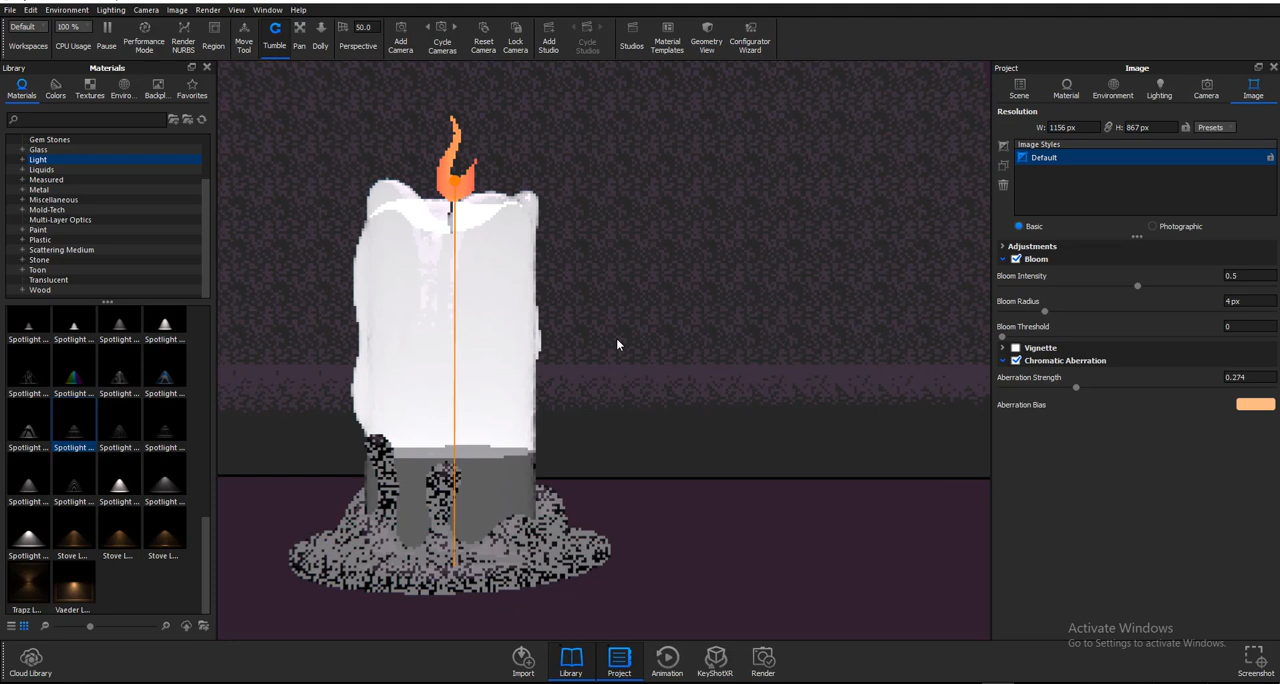 File Edit Environment Lighting Camera Image Render View Window Help
Default 100 % 50.0
Workspaces CPU Usage Pause Performance Mode Render NURBS Region Move Tool Tumble Pan Dolly Perspective Add Camera Cycle Cameras Reset Camera Lock Camera Add Studio Cycle Studios Studios Material Templates Geometry View Configurator Wizard
Library Materials
Materials Colors Textures Enviro... Backpl... Favorites
Gem Stones
Glass
Light
Liquids
Measured
Metal
Miscellaneous
Mold-Tech
Multi-Layer Optics
Paint
Plastic
Scattering Medium
Stone
Toon
Translucent
Wood
Spotlight ... Spotlight ... Spotlight ... Spotlight ...
Spotlight ... Spotlight ... Spotlight ... Spotlight ...
Spotlight ... Spotlight ... Spotlight ... Spotlight ...
Spotlight ... Spotlight ... Spotlight ... Spotlight ...
Spotlight ... Stove L... Stove L... Stove L...
Trapz L... Vaeder L...
Project Image
Scene Material Environment Lighting Camera Image
Resolution
W: 1156 px H: 867 px Presets
Image Styles
Default
Basic Photographic
Adjustments
Bloom
Bloom Intensity 0.5
Bloom Radius 4 px
Bloom Threshold 0
Vignette
Chromatic Aberration
Aberration Strength 0.274
Aberration Bias
Activate Windows
Go to Settings to activate Windows.
Cloud Library Import Library Project Animation KeyShotXR Render Screenshot